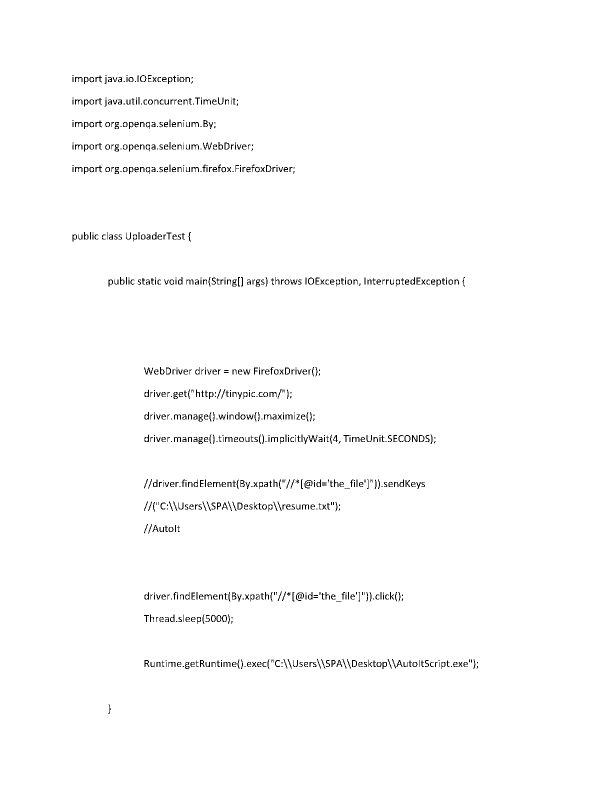 import java.io.IOException;
import java.util.concurrent.TimeUnit;
import org.openqa.selenium.By;
import org.openqa.selenium.WebDriver;
import org.openqa.selenium.firefox.FirefoxDriver;
public class UploaderTest {
public static void main(String[] args) throws IOException, InterruptedException {
WebDriver driver = new FirefoxDriver();
driver.get("http://tinypic.com/");
driver.manage().window().maximize();
driver.manage().timeouts().implicitlyWait(4, TimeUnit.SECONDS);
//driver.findElement(By.xpath("//*[@id='the_file']")).sendKeys
//("C:\\Users\\SPA\\Desktop\\resume.txt");
//AutoIt
driver.findElement(By.xpath("//*[@id='the_file']")).click();
Thread.sleep(5000);
Runtime.getRuntime().exec("C:\\Users\\SPA\\Desktop\\AutoItScript.exe");
}